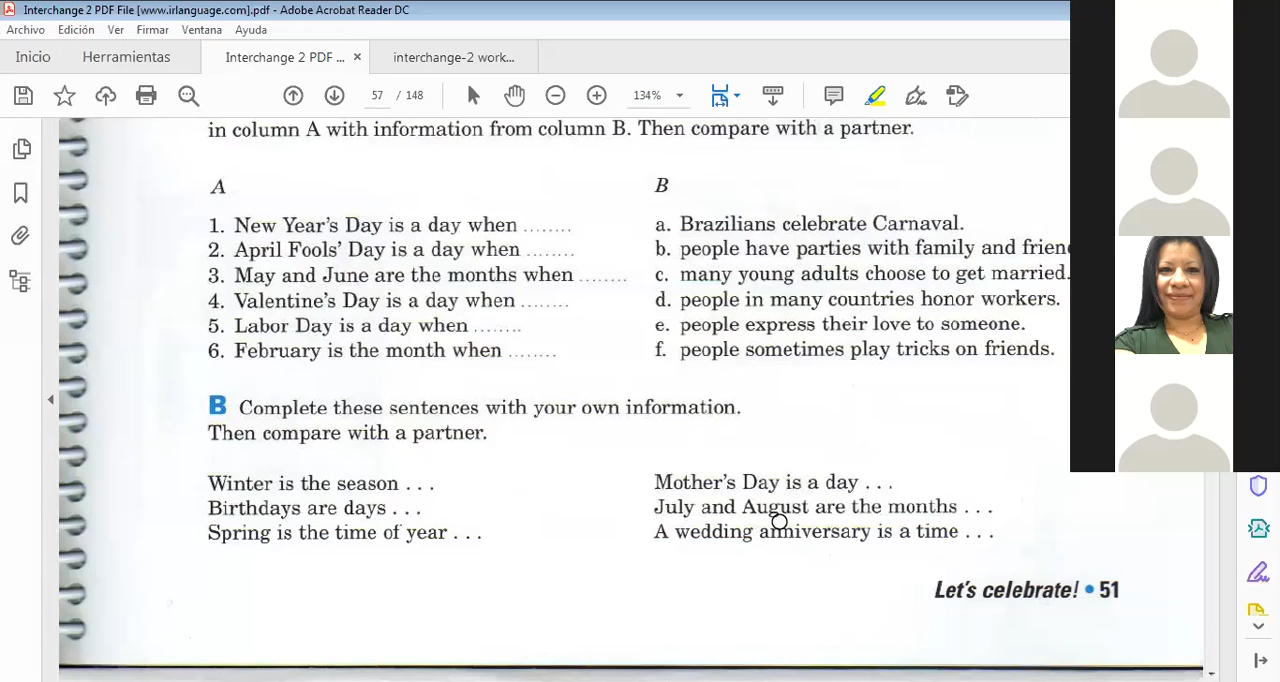 Interchange 2 PDF File [www.irlanguage.com].pdf - Adobe Acrobat Reader DC
Archivo Edición Ver Firmar Ventana Ayuda
Inicio Herramientas Interchange 2 PDF ... × interchange-2 work...
57 / 148 134%
in column A with information from column B. Then compare with a partner.
A
1. New Year's Day is a day when ........
2. April Fools' Day is a day when ........
3. May and June are the months when ........
4. Valentine's Day is a day when ........
5. Labor Day is a day when ........
6. February is the month when ........
B
a. Brazilians celebrate Carnaval.
b. people have parties with family and frien
c. many young adults choose to get married.
d. people in many countries honor workers.
e. people express their love to someone.
f. people sometimes play tricks on friends.
B Complete these sentences with your own information.
Then compare with a partner.
Winter is the season . . .
Birthdays are days . . .
Spring is the time of year . . .
Mother's Day is a day . . .
July and August are the months . . .
A wedding anniversary is a time . . .
Let's celebrate! • 51